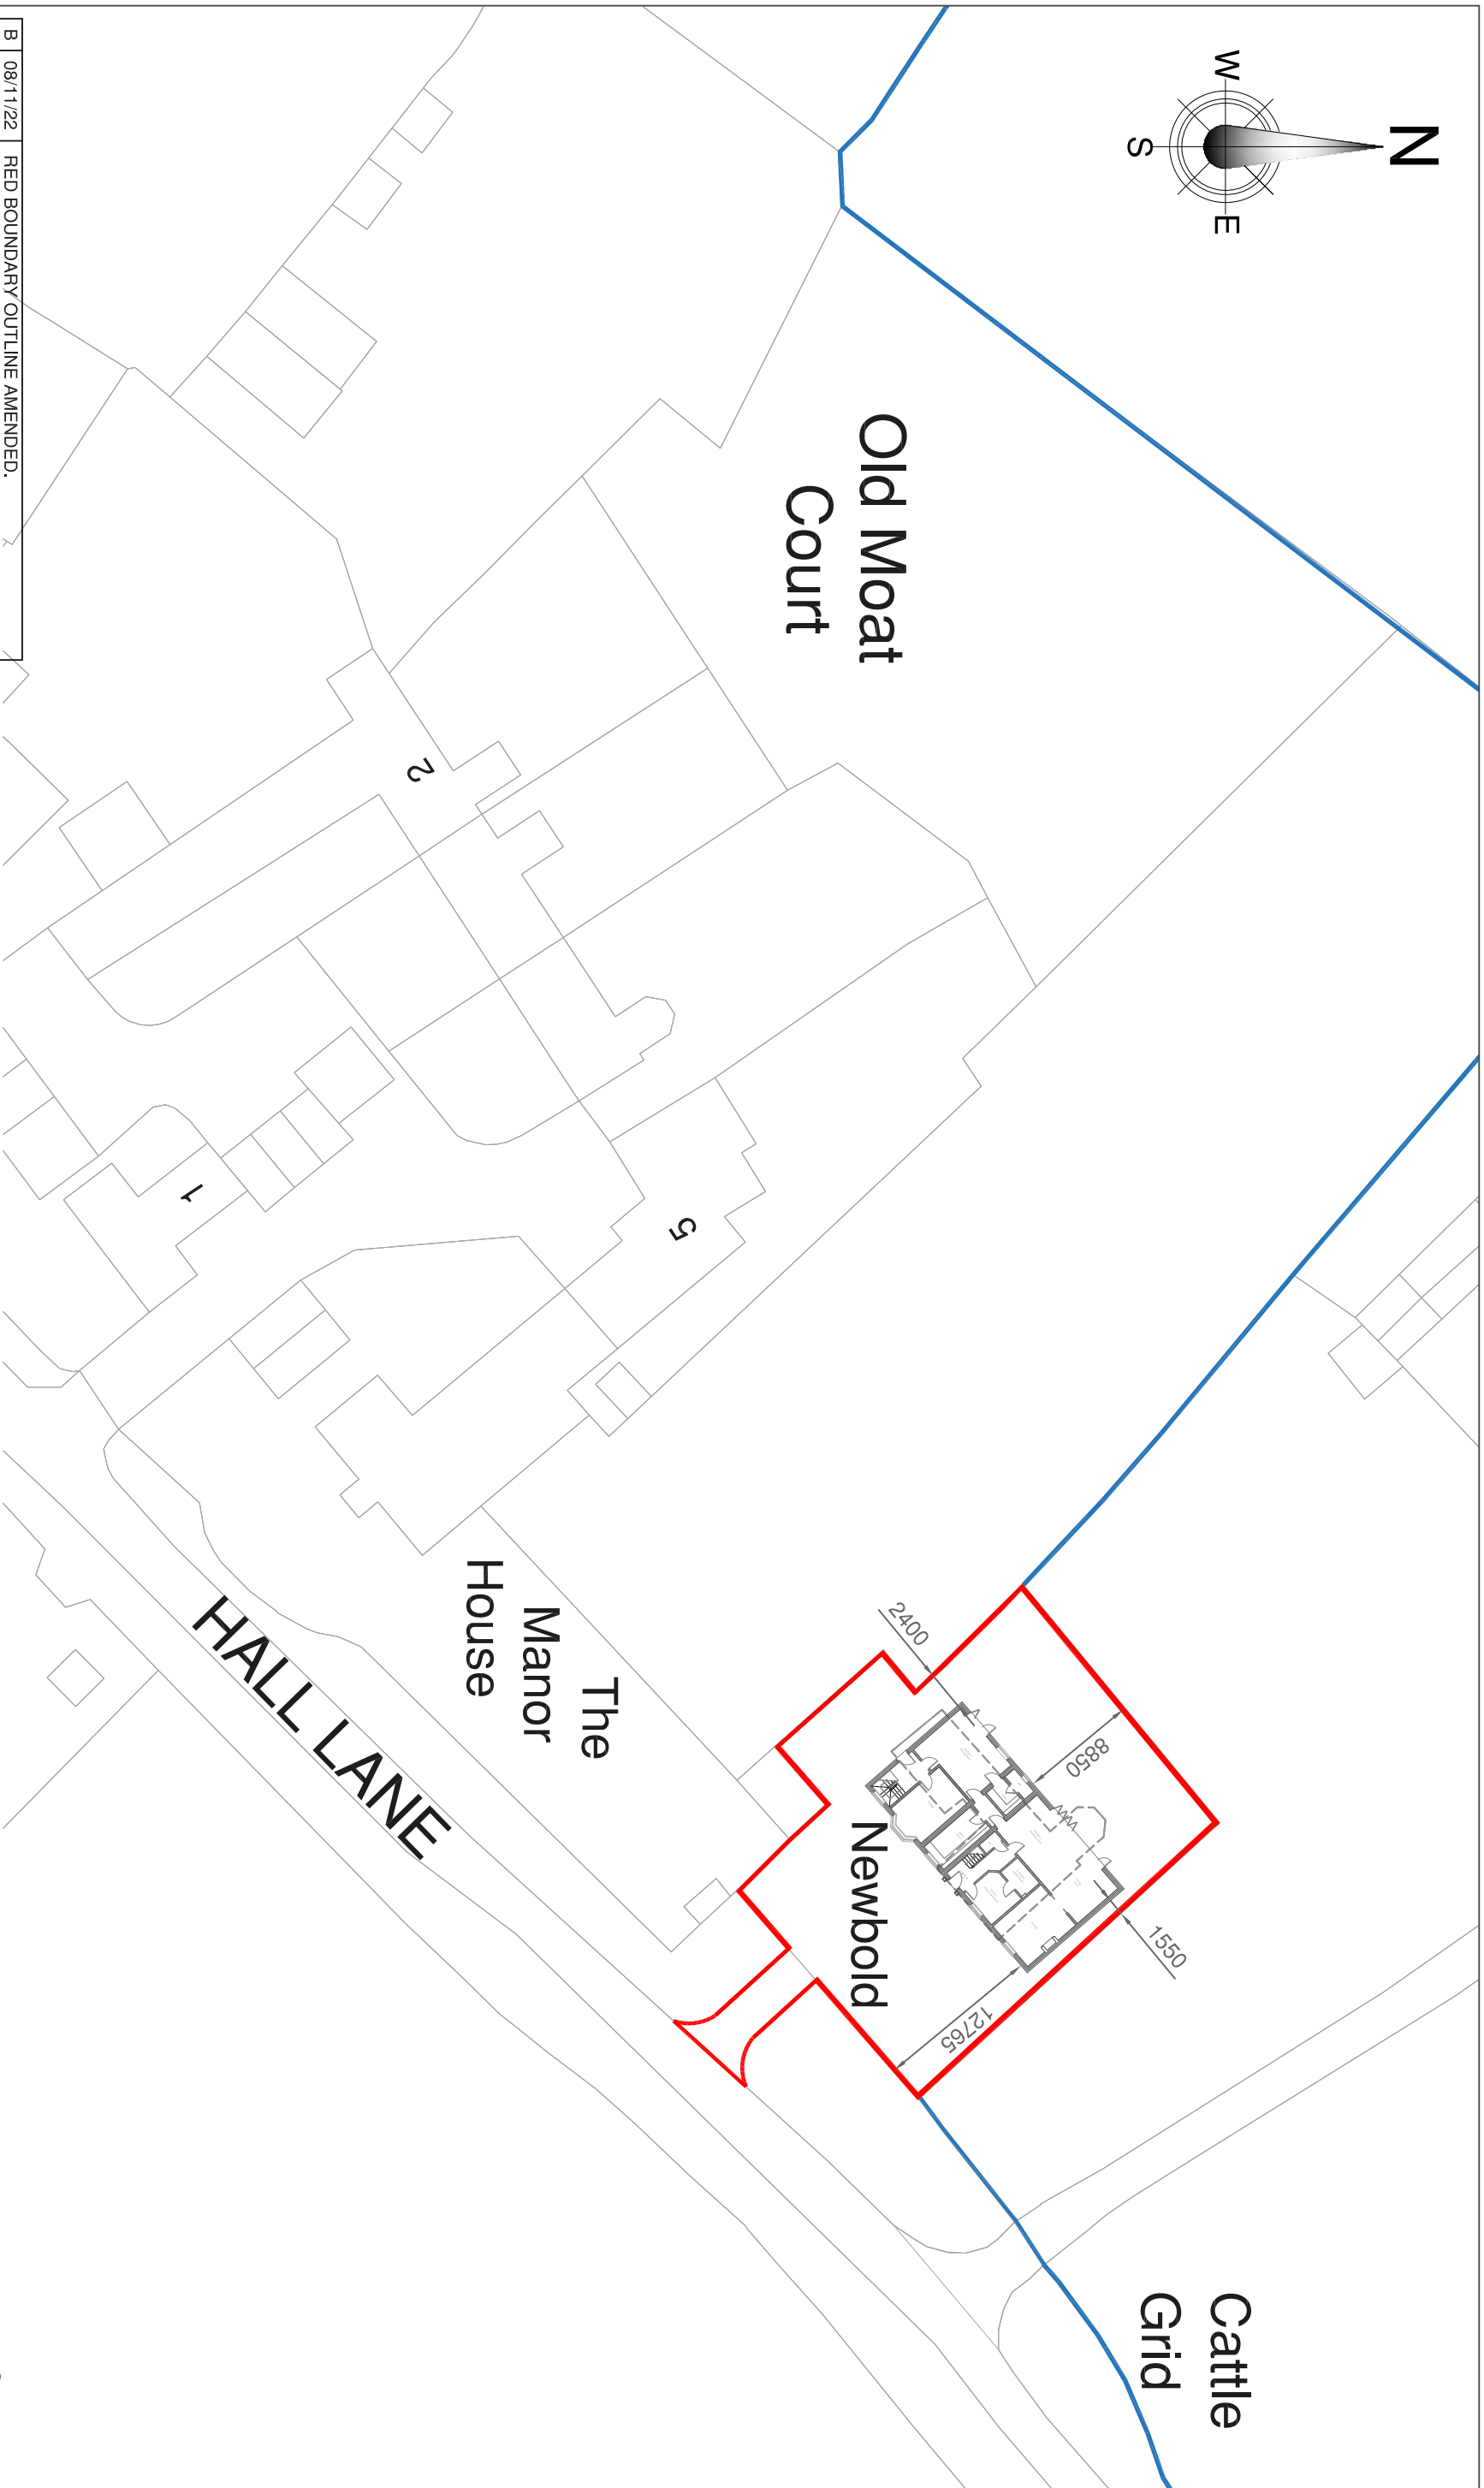 N
W
E
S
Cattle
Grid
Old Moat
Court
8850
1550
2400
Newbold
12765
5
The
Manor
House
2
HALL LANE
1
B 08/11/22 RED BOUNDARY OUTLINE AMENDED.